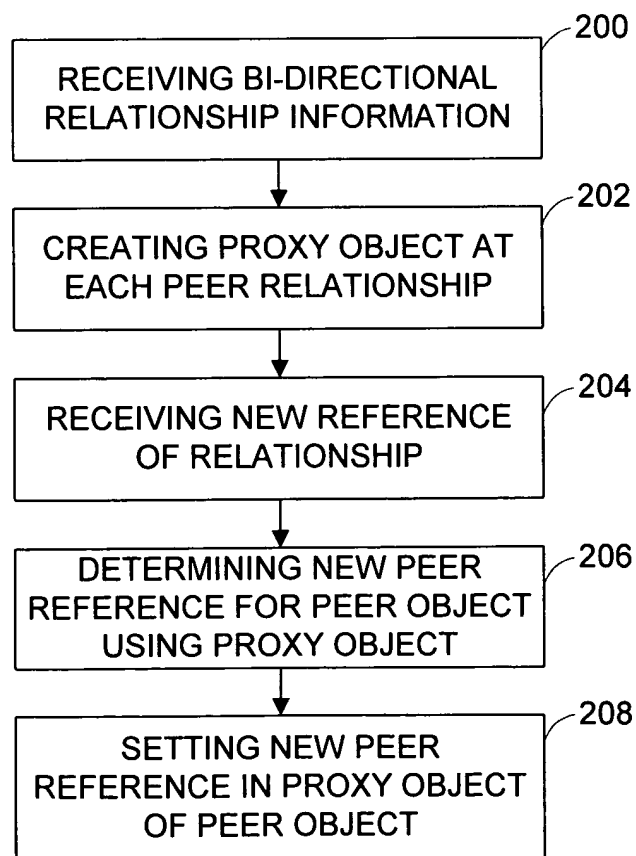 200
RECEIVING BI-DIRECTIONAL
RELATIONSHIP INFORMATION
202
CREATING PROXY OBJECT AT
EACH PEER RELATIONSHIP
204
RECEIVING NEW REFERENCE
OF RELATIONSHIP
206
DETERMINING NEW PEER
REFERENCE FOR PEER OBJECT
USING PROXY OBJECT
208
SETTING NEW PEER
REFERENCE IN PROXY OBJECT
OF PEER OBJECT